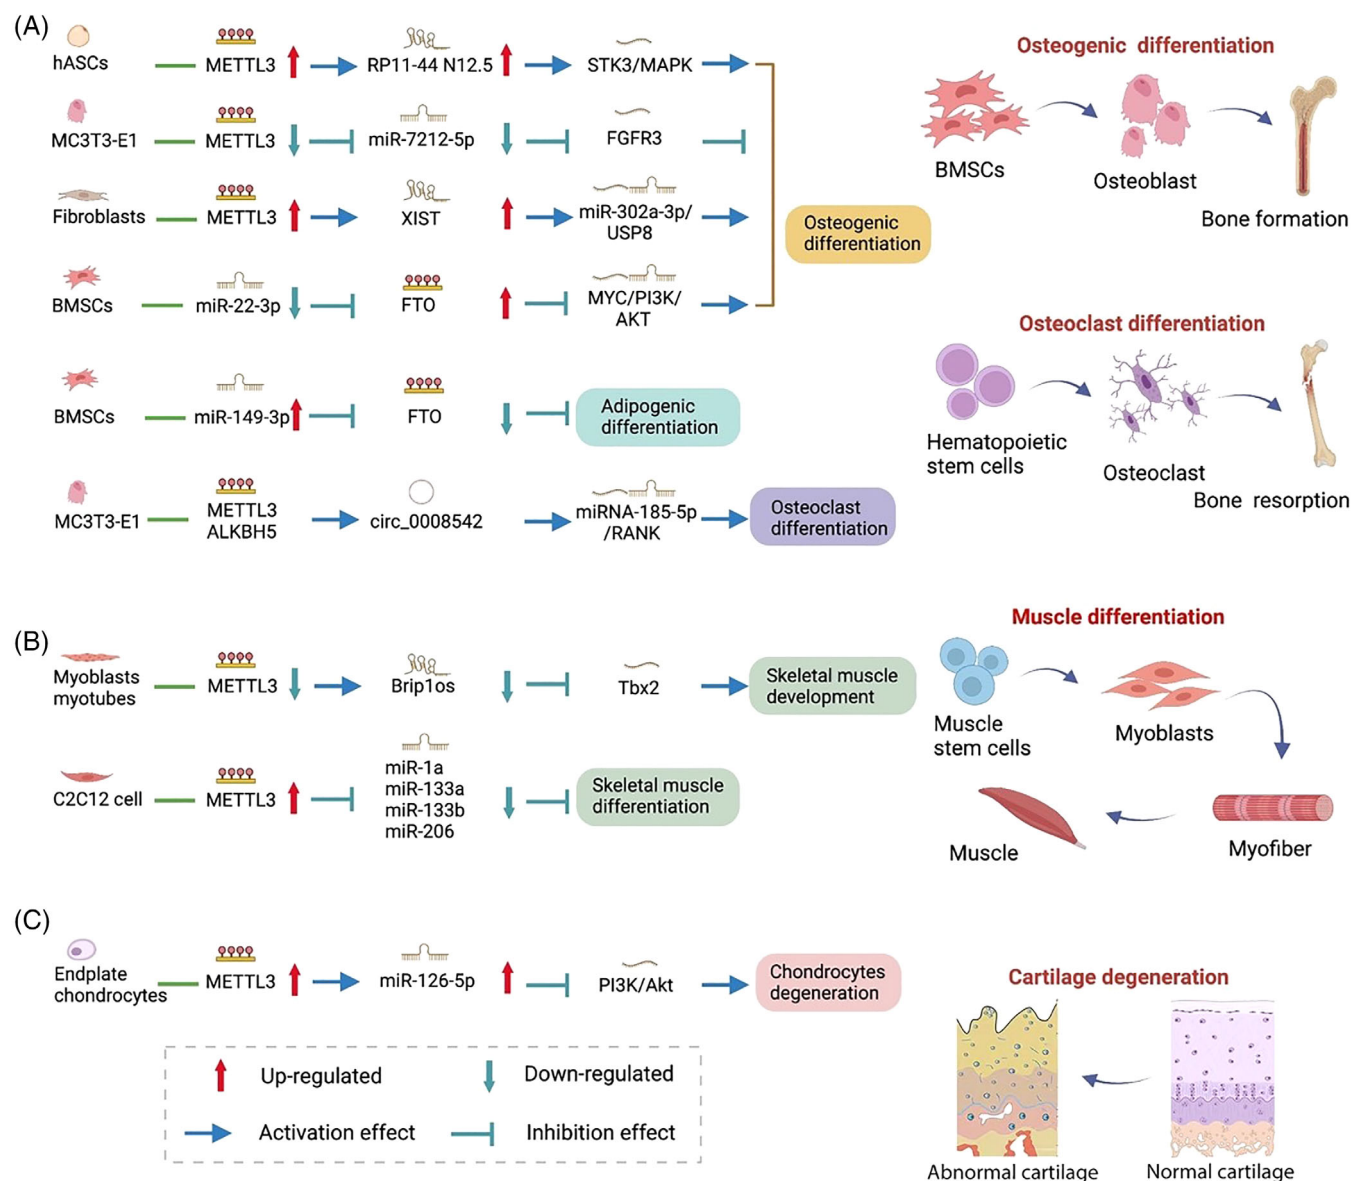 (A)
hASCs
METTL3
RP11-44 N12.5
STK3/MAPK
MC3T3-E1
METTL3
miR-7212-5p
FGFR3
Fibroblasts
METTL3
XIST
miR-302a-3p/
USP8
BMSCs
miR-22-3p
FTO
MYC/PI3K/
AKT
Osteogenic
differentiation
BMSCs
miR-149-3p
FTO
Adipogenic
differentiation
MC3T3-E1
METTL3
ALKBH5
circ_0008542
miRNA-185-5p
/RANK
Osteoclast
differentiation
Osteogenic differentiation
BMSCs
Osteoblast
Bone formation
Osteoclast differentiation
Hematopoietic
stem cells
Osteoclast
Bone resorption
(B)
Myoblasts
myotubes
METTL3
Brip1os
Tbx2
Skeletal muscle
development
C2C12 cell
METTL3
miR-1a
miR-133a
miR-133b
miR-206
Skeletal muscle
differentiation
Muscle differentiation
Muscle
stem cells
Myoblasts
Myofiber
Muscle
(C)
Endplate
chondrocytes
METTL3
miR-126-5p
PI3K/Akt
Chondrocytes
degeneration
Cartilage degeneration
Abnormal cartilage
Normal cartilage
Up-regulated
Down-regulated
Activation effect
Inhibition effect